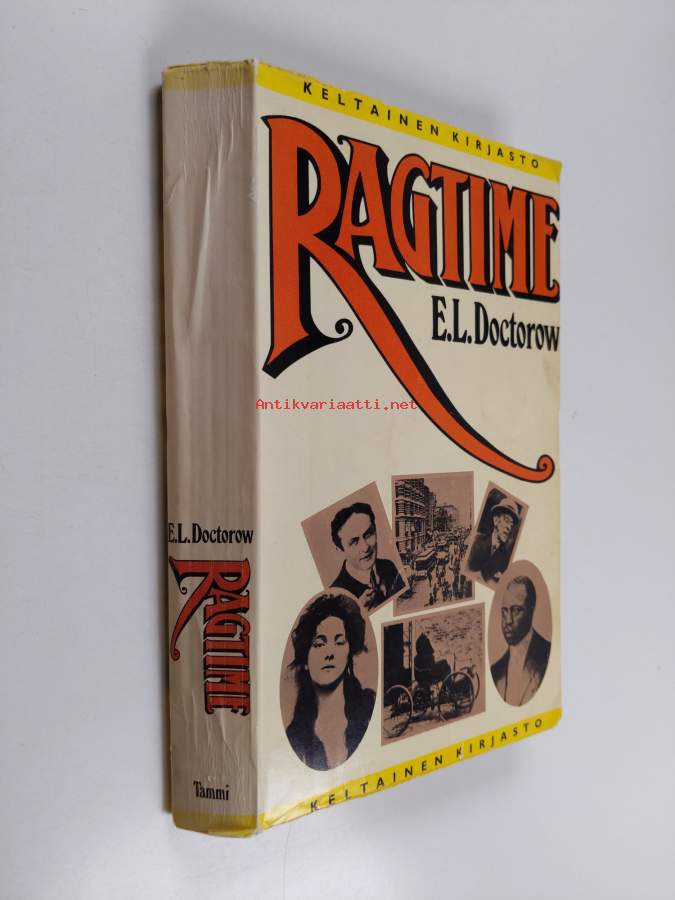 KELTAINEN KIRJASTO
RAGTIME
E.L.Doctorow
Antikvariaatti.net
KELTAINEN KIRJASTO
E.L.Doctorow
RAGTIME
Tammi